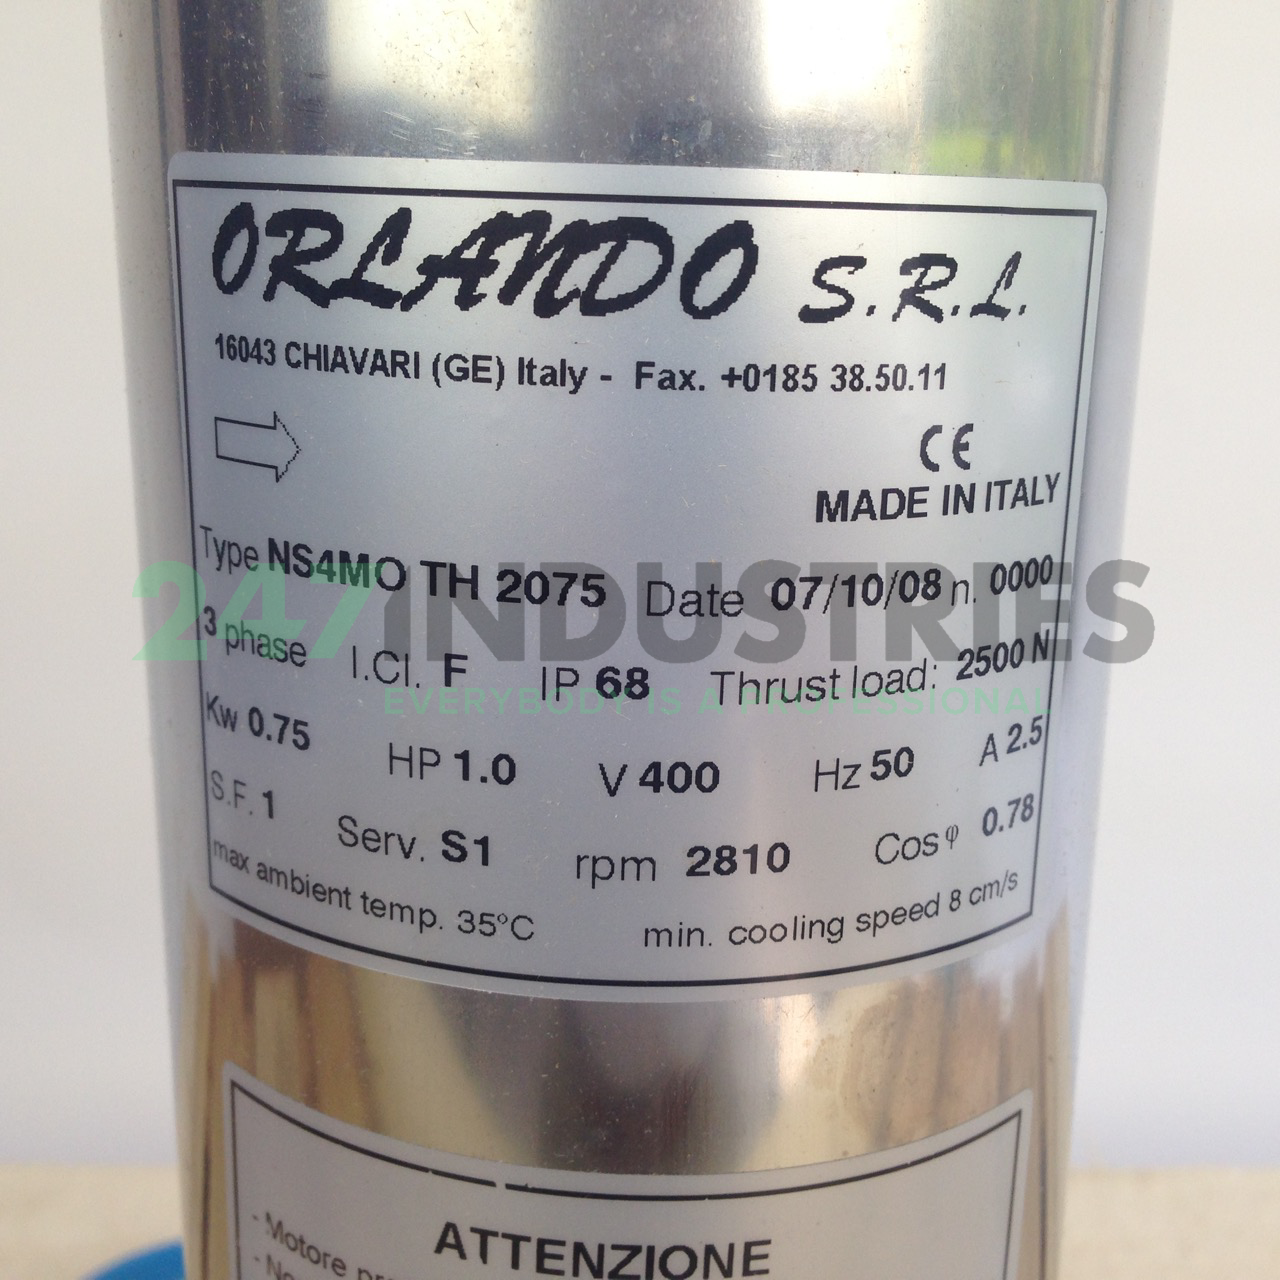 ORLANDO S.R.L.
16043 CHIAVARI (GE) Italy - Fax. +0185 38.50.11
CE
MADE IN ITALY
Type NS4MO TH 2075 Date 07/10/08 n. 0000
247INDUSTRIES
3 phase I.Cl. F IP 68 Thrust load: 2500 N
EVERYBODY IS A PROFESSIONAL
Kw 0.75 HP 1.0 V 400 Hz 50 A 2.5
S.F. 1 Serv. S1 rpm 2810 Cos φ 0.78
max ambient temp. 35°C min. cooling speed 8 cm/s
ATTENZIONE
- Motore